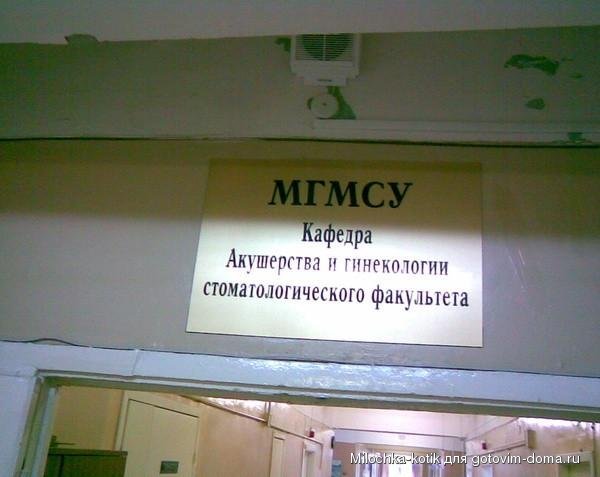 МГМСУ
Кафедра
Акушерства и гинекологии
стоматологического факультета
Milochka-kotik для gotovim-doma.ru